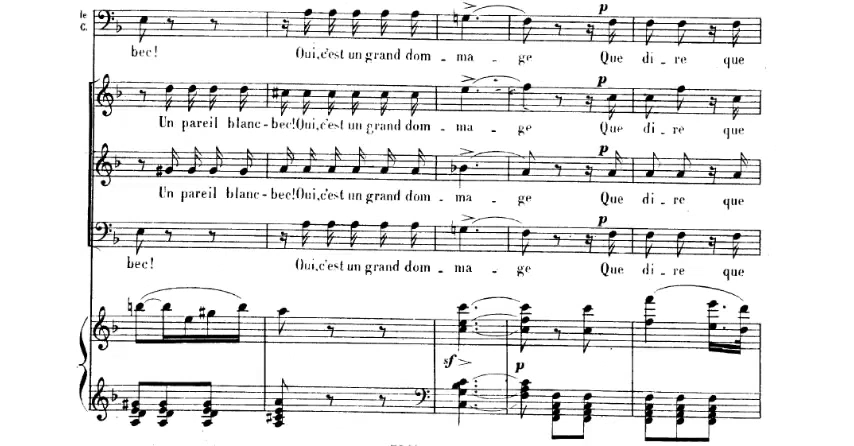 le
C.
p
bec! Oui,c'est un grand dom - ma - ge Que di - re que
p
Un pareil blanc-bec!Oui,c'est un grand dom - ma - ge Que di - re que
p
Un pareil blanc-bec!Oui,c'est un grand dom - ma - ge Que di - re que
p
bec! Oui,c'est un grand dom - ma - ge Que di - re que
sf p